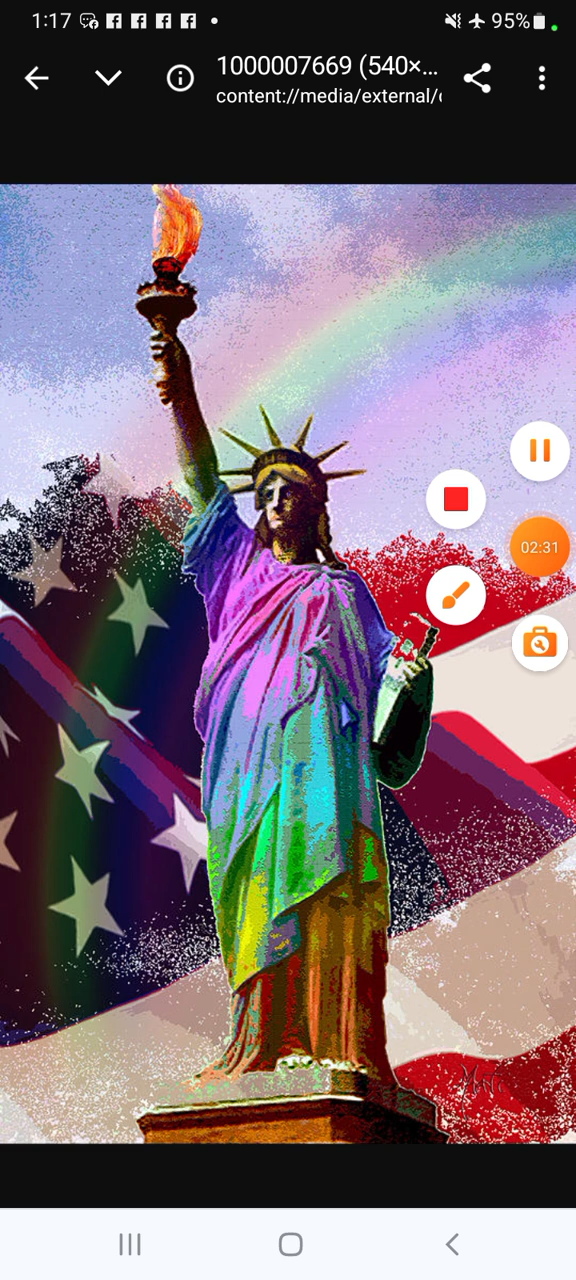 1:17
95%
1000007669 (540×...
content://media/external/
02:31